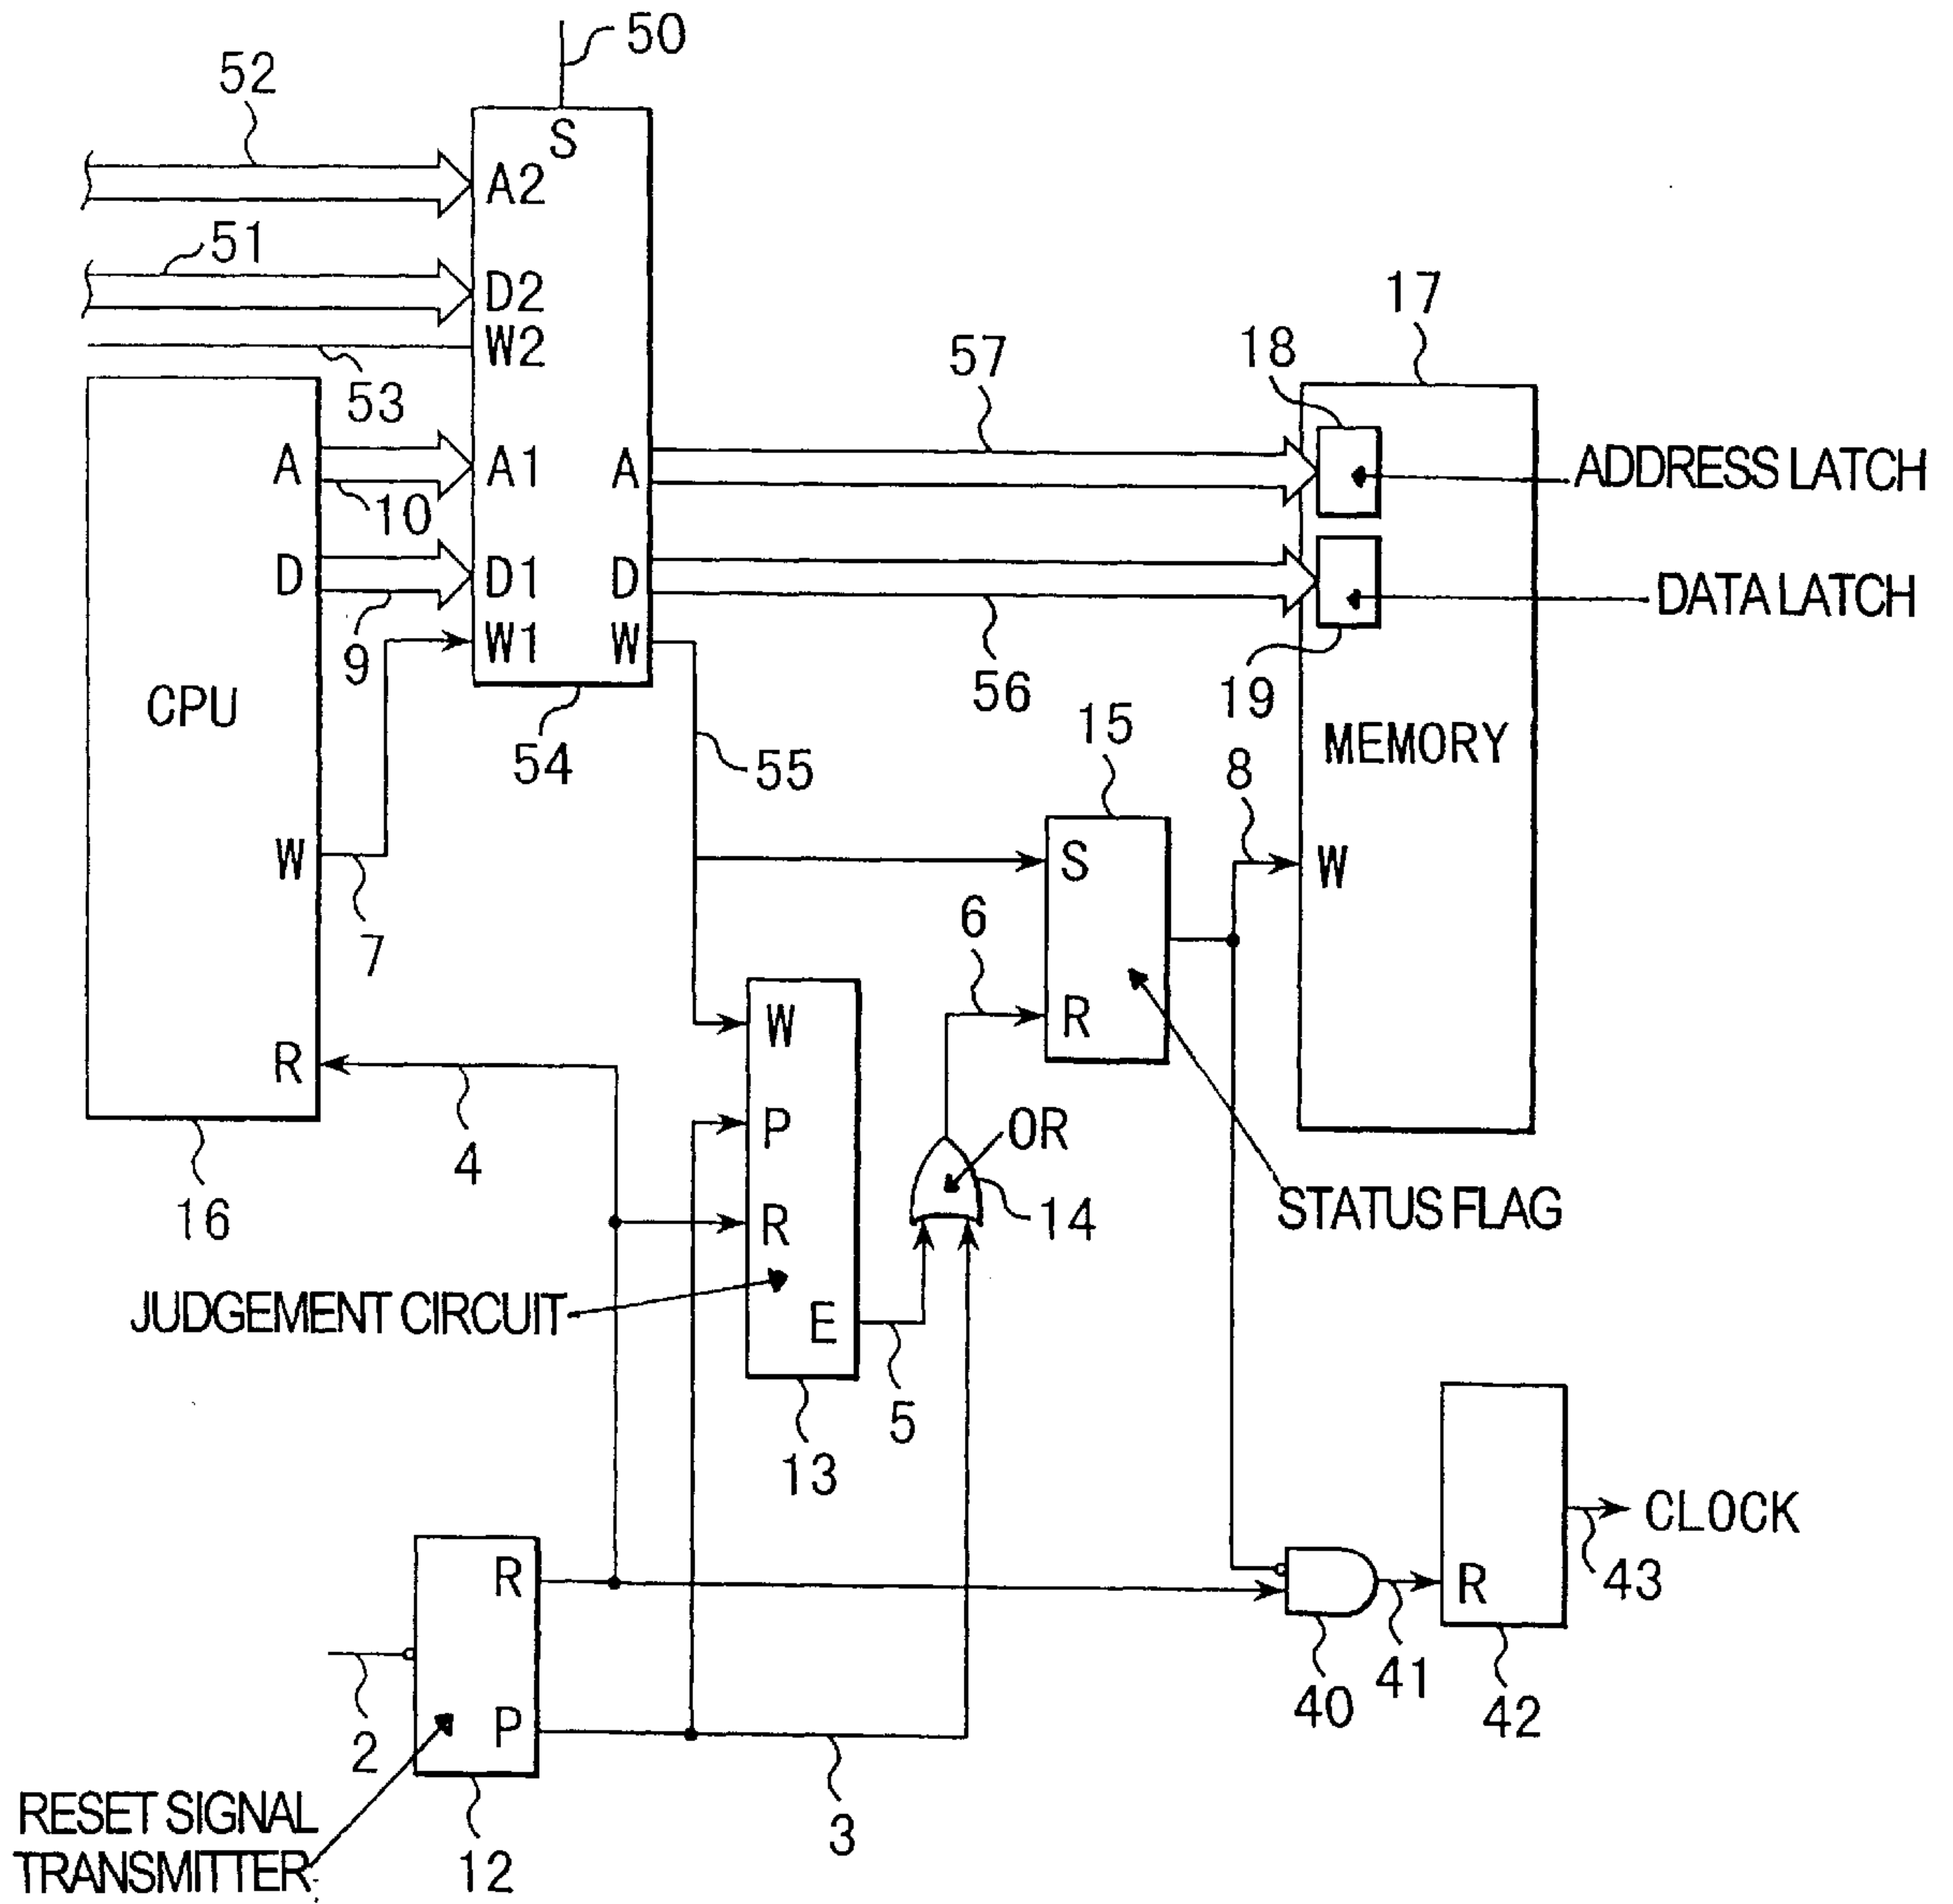 50
52
S
A2
51
D2
W2
53
17
57
18
A
A1
A
ADDRESS LATCH
10
D
D1
D
DATA LATCH
9
W1
W
56
19
CPU
54
55
15
MEMORY
8
W
S
W
7
6
W
R
R
P
OR
4
14
16
R
STATUS FLAG
JUDGEMENT CIRCUIT
E
5
13
CLOCK
R
R
43
2
P
40
41
42
RESET SIGNAL
TRANSMITTER
12
3